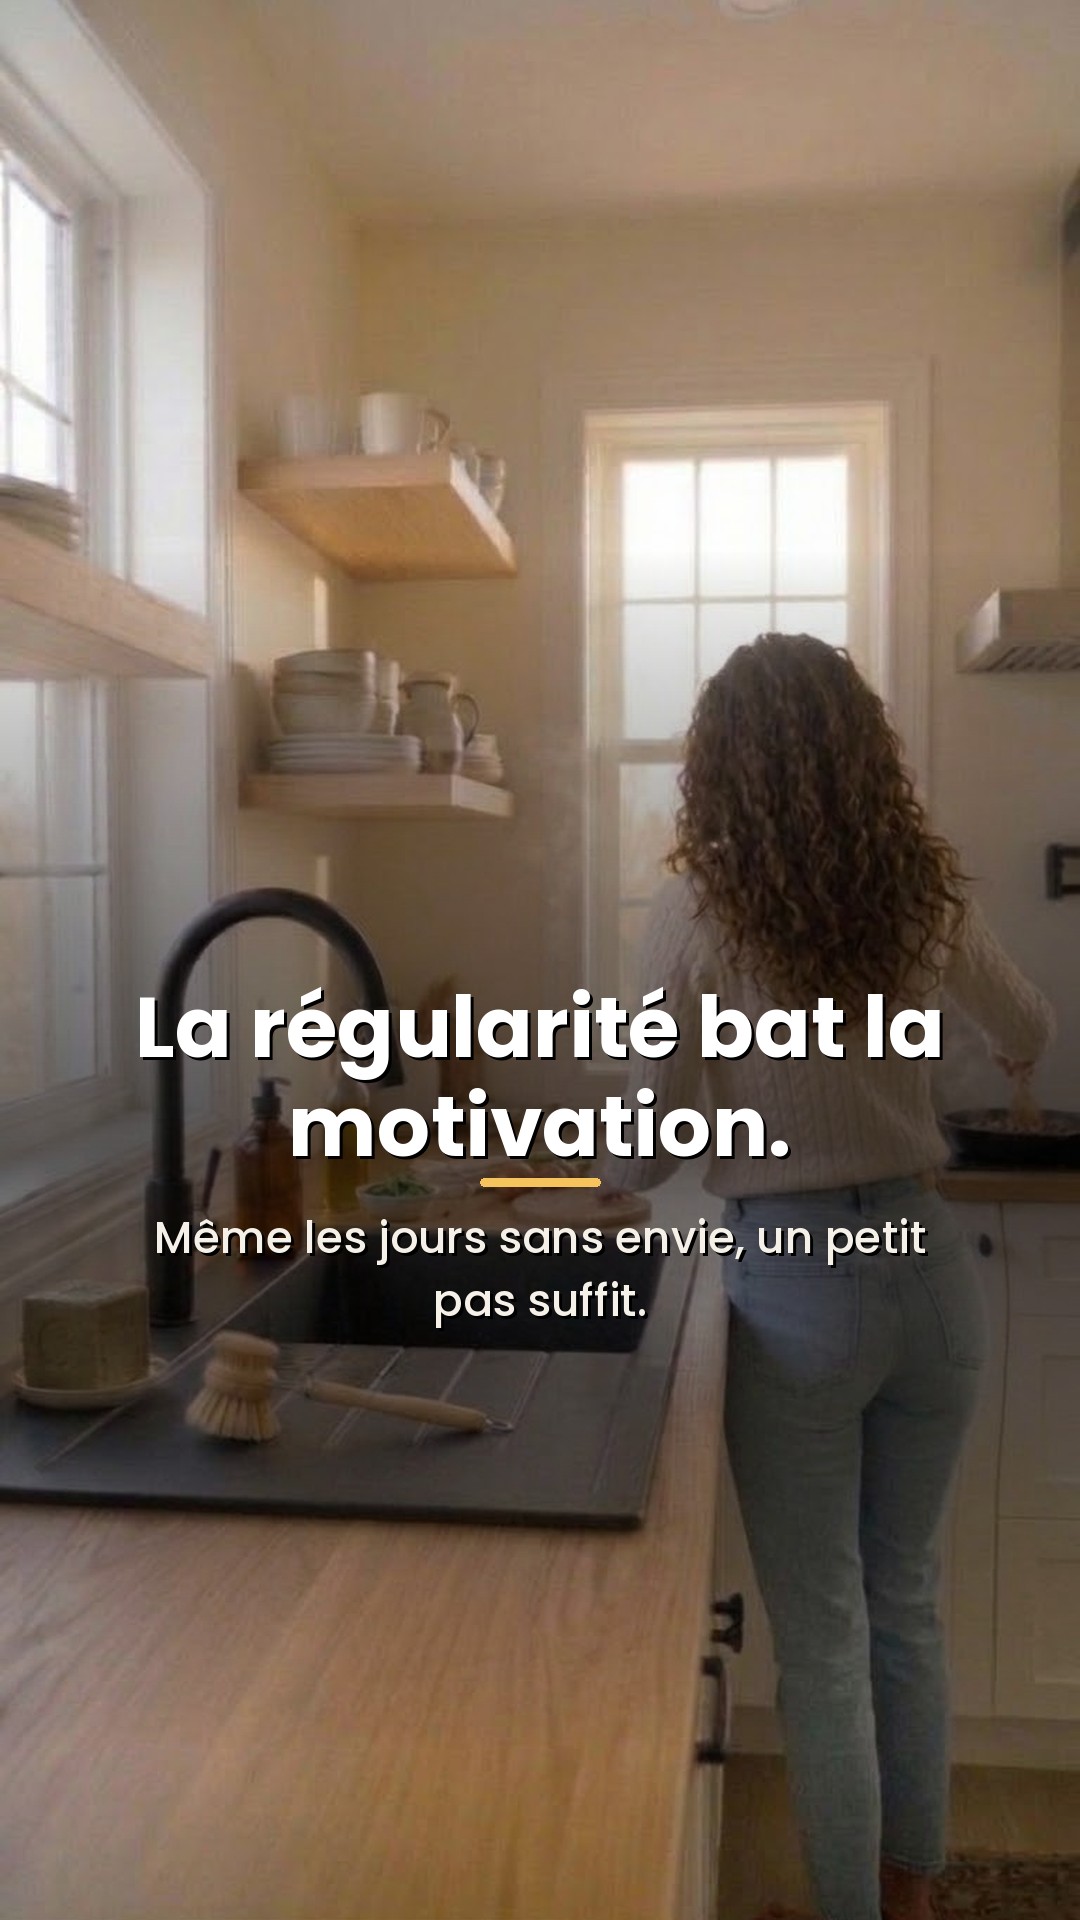 La régularité bat la
motivation.
Même les jours sans envie, un petit
pas suffit.